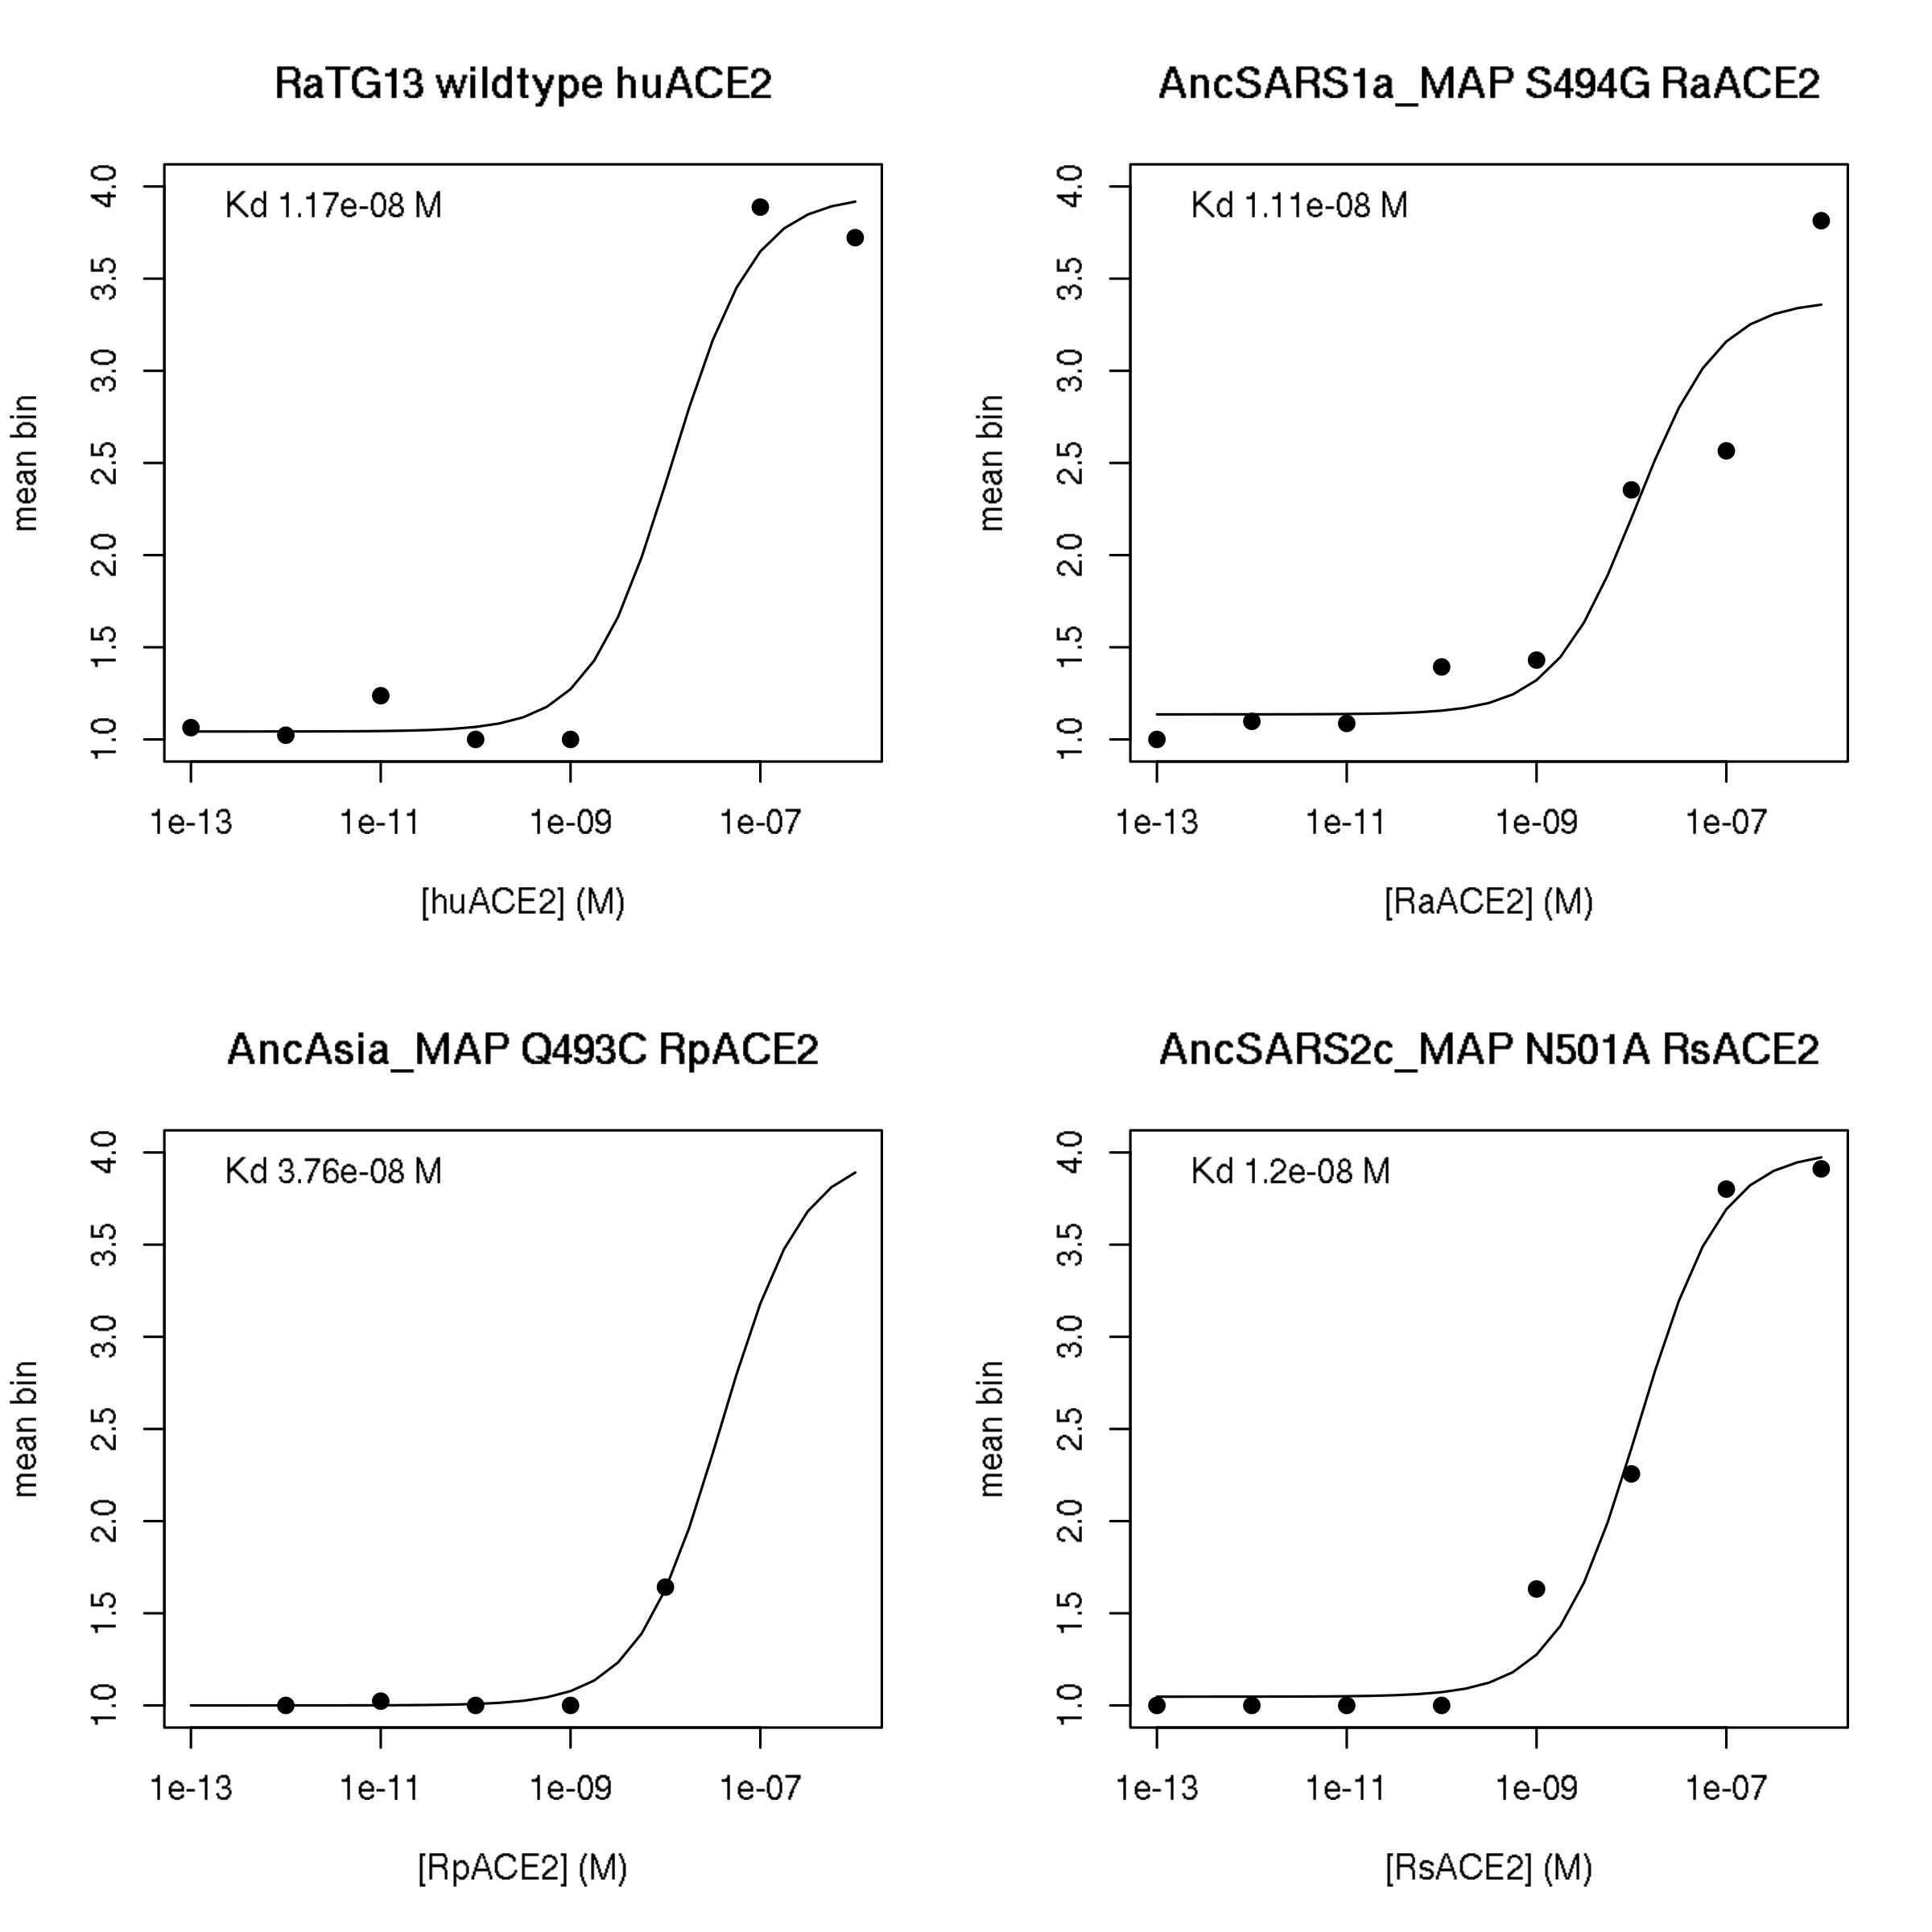 RaTG13 wildtype huACE2
Kd 1.17e-08 M
mean bin
4.0
3.5
3.0
2.5
2.0
1.5
1.0
1e-13 1e-11 1e-09 1e-07
[huACE2] (M)
AncSARS1a_MAP S494G RaACE2
Kd 1.11e-08 M
mean bin
4.0
3.5
3.0
2.5
2.0
1.5
1.0
1e-13 1e-11 1e-09 1e-07
[RaACE2] (M)
AncAsia_MAP Q493C RpACE2
Kd 3.76e-08 M
mean bin
4.0
3.5
3.0
2.5
2.0
1.5
1.0
1e-13 1e-11 1e-09 1e-07
[RpACE2] (M)
AncSARS2c_MAP N501A RsACE2
Kd 1.2e-08 M
mean bin
4.0
3.5
3.0
2.5
2.0
1.5
1.0
1e-13 1e-11 1e-09 1e-07
[RsACE2] (M)